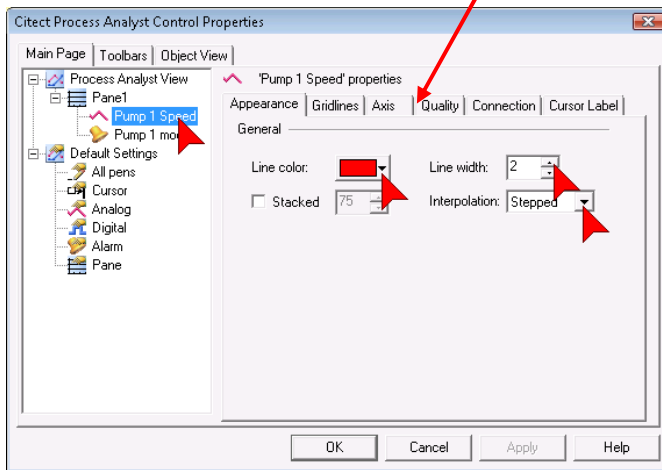 Citect Process Analyst Control Properties
Main Page Toolbars Object View
Process Analyst View
Pane1
Pump 1 Speed
Pump 1
Default Settings
All pens
Cursor
Analog
Digital
Alarm
Pane
'Pump 1 Speed' properties
Appearance Gridlines Axis Quality Connection Cursor Label
General
Line color: Line width: 2
Stacked 75 Interpolation: Stepped
OK Cancel Apply Help